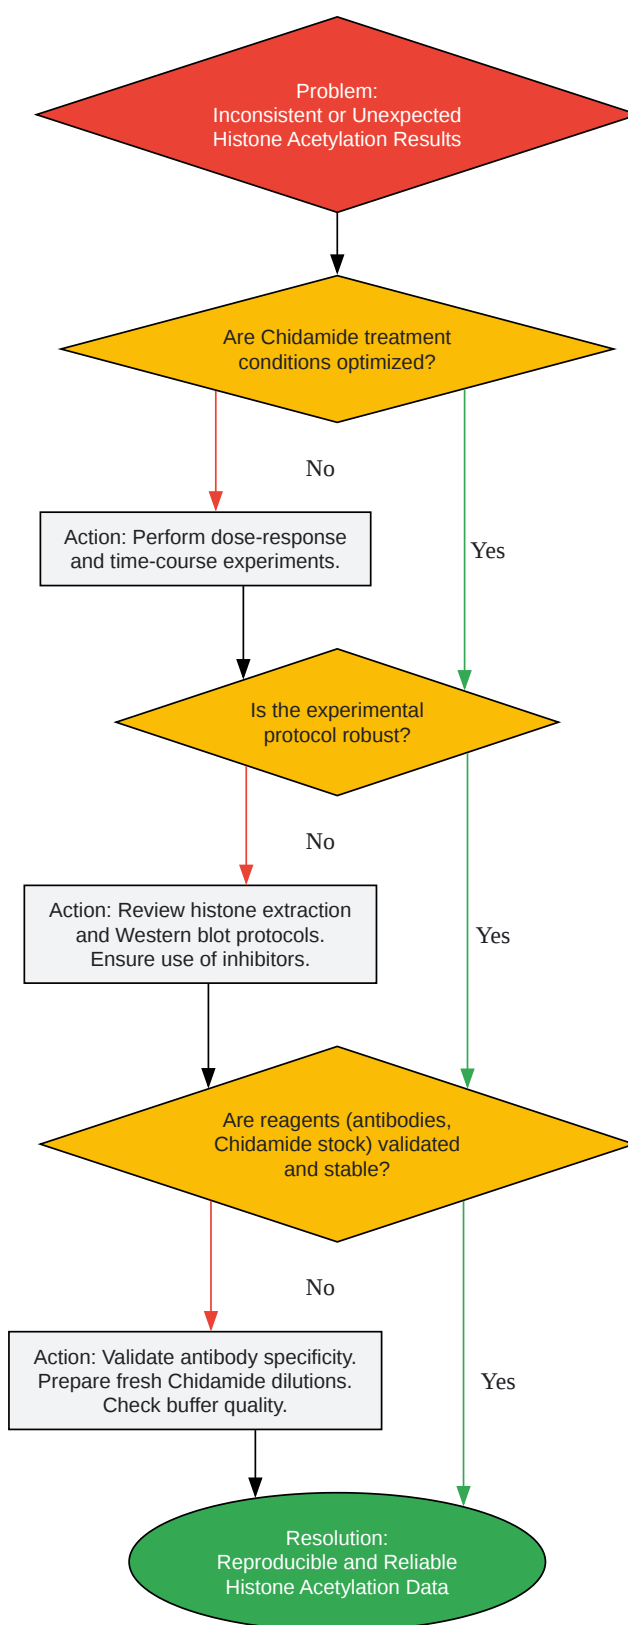 Problem:
Inconsistent or Unexpected
Histone Acetylation Results
Are Chidamide treatment
conditions optimized?
No
Action: Perform dose-response
and time-course experiments.
Yes
Is the experimental
protocol robust?
No
Action: Review histone extraction
and Western blot protocols.
Ensure use of inhibitors.
Yes
Are reagents (antibodies,
Chidamide stock) validated
and stable?
No
Action: Validate antibody specificity.
Prepare fresh Chidamide dilutions.
Check buffer quality.
Yes
Resolution:
Reproducible and Reliable
Histone Acetylation Data